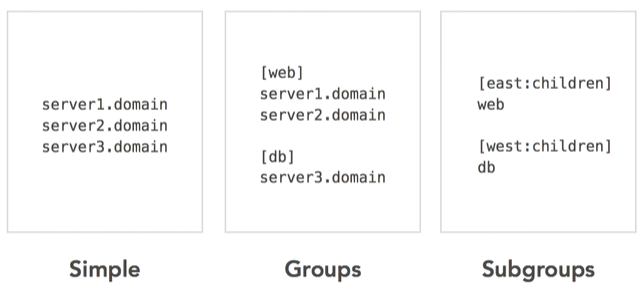 server1.domain
server2.domain
server3.domain
Simple
[web]
server1.domain
server2.domain
[db]
server3.domain
Groups
[east:children]
web
[west:children]
db
Subgroups